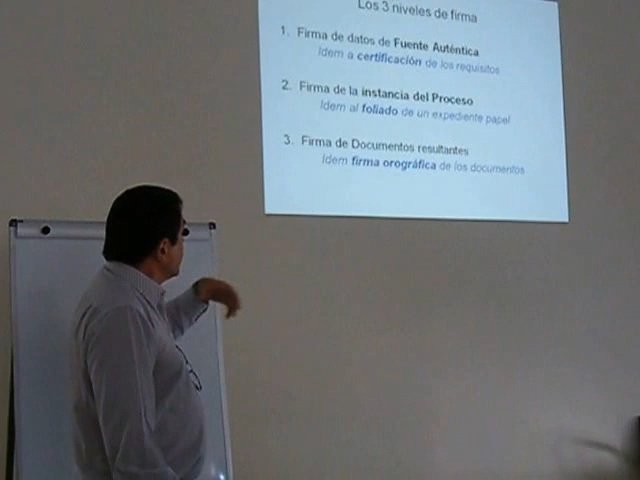 Los 3 niveles de firma
1. Firma de datos de Fuente Auténtica
Idem a certificación de los requisitos
2. Firma de la instancia del Proceso
Idem al foliado de un expediente papel
3. Firma de Documentos resultantes
Idem firma orográfica de los documentos